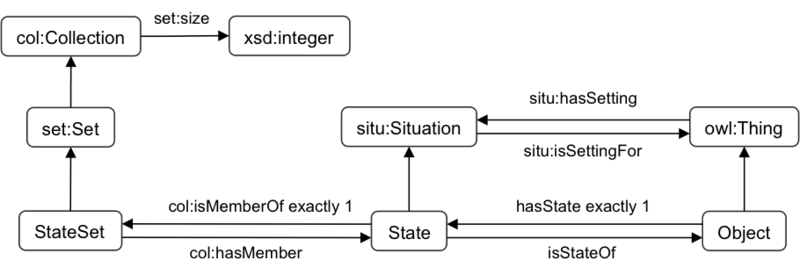 set:size
col:Collection
xsd:integer
situ:hasSetting
set:Set
situ:Situation
owl:Thing
situ:isSettingFor
col:isMemberOf exactly 1
hasState exactly 1
StateSet
State
Object
col:hasMember
isStateOf